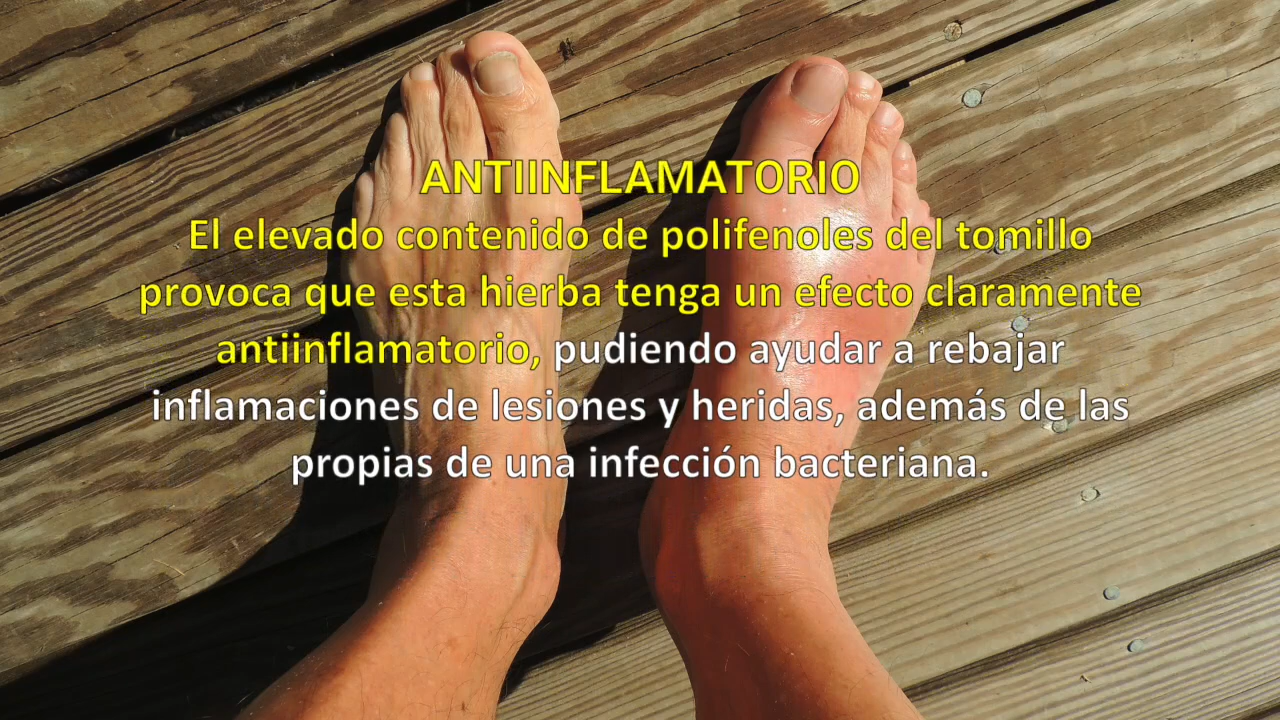 ANTIINFLAMATORIO
El elevado contenido de polifenoles del tomillo
provoca que esta hierba tenga un efecto claramente
antiinflamatorio, pudiendo ayudar a rebajar
inflamaciones de lesiones y heridas, además de las
propias de una infección bacteriana.